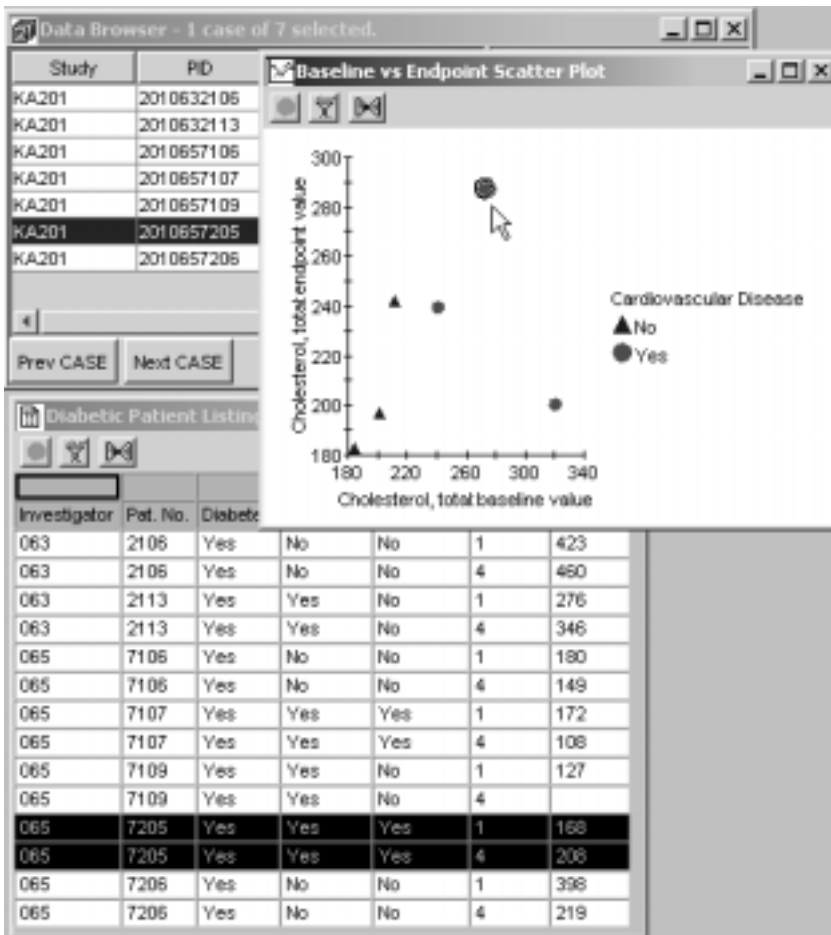 Data Browser - 1 case of 7 selected.
Study PID
KA201 2010632106
KA201 2010632113
KA201 2010657106
KA201 2010657107
KA201 2010657109
KA201 2010657205
KA201 2010657206
Prev CASE Next CASE
Baseline vs Endpoint Scatter Plot
Cholesterol, total endpoint value
300
280
260
240
220
200
180
180 220 260 300 340
Cholesterol, total baseline value
Cardiovascular Disease
No
Yes
Diabetic Patient Listing
Investigator Pat. No. Diabete
063 2106 Yes No No 1 423
063 2106 Yes No No 4 460
063 2113 Yes Yes No 1 276
063 2113 Yes Yes No 4 346
065 7106 Yes No No 1 180
065 7106 Yes No No 4 149
065 7107 Yes Yes Yes 1 172
065 7107 Yes Yes Yes 4 108
065 7109 Yes Yes No 1 127
065 7109 Yes Yes No 4
065 7205 Yes Yes Yes 1 168
065 7205 Yes Yes Yes 4 208
065 7206 Yes No No 1 398
065 7206 Yes No No 4 219